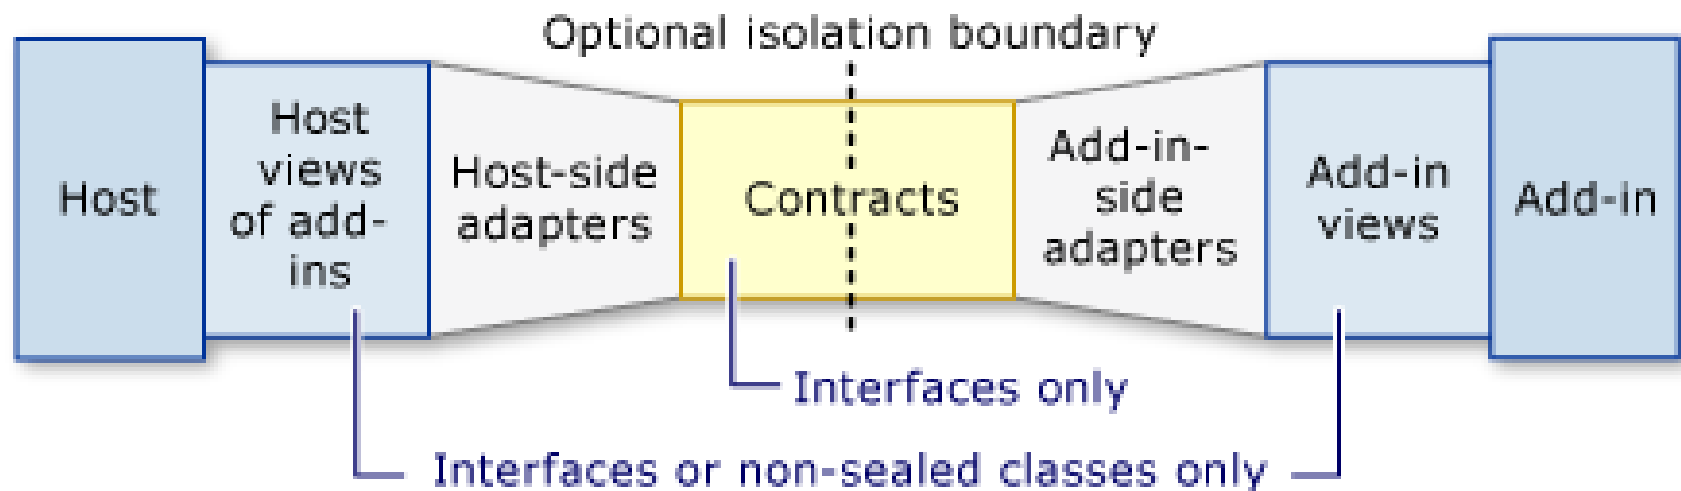 Optional isolation boundary
Host
Host
views
of add-
ins
Host-side
adapters
Contracts
Add-in-
side
adapters
Add-in
views
Add-in
Interfaces only
Interfaces or non-sealed classes only